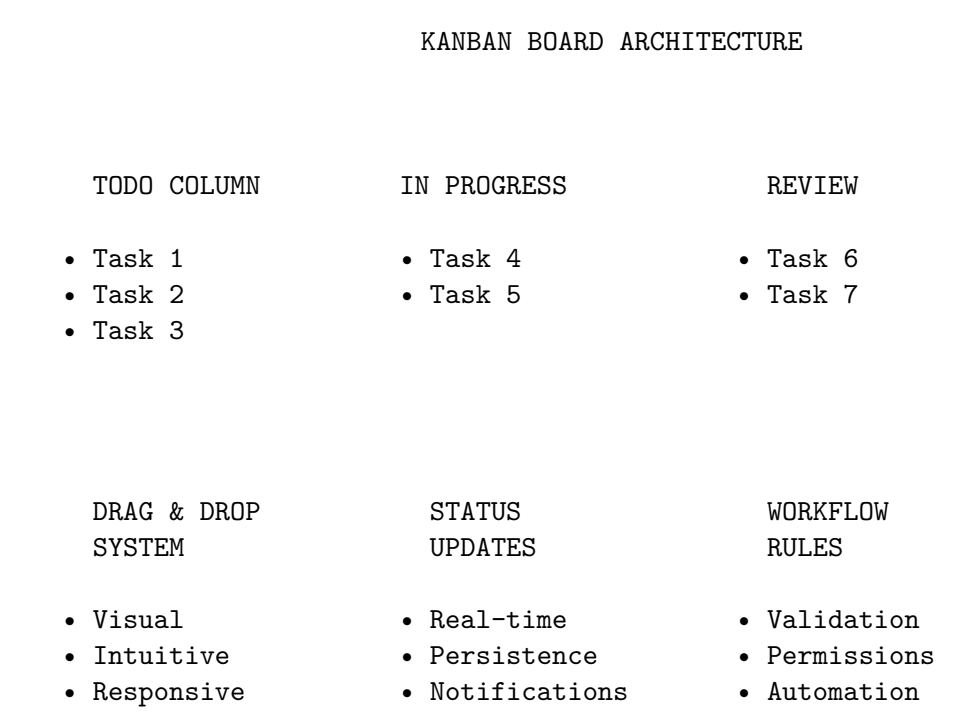 KANBAN BOARD ARCHITECTURE
TODO COLUMN IN PROGRESS REVIEW
• Task 1 • Task 4 • Task 6
• Task 2 • Task 5 • Task 7
• Task 3
DRAG & DROP STATUS WORKFLOW
SYSTEM UPDATES RULES
• Visual • Real-time • Validation
• Intuitive • Persistence • Permissions
• Responsive • Notifications • Automation